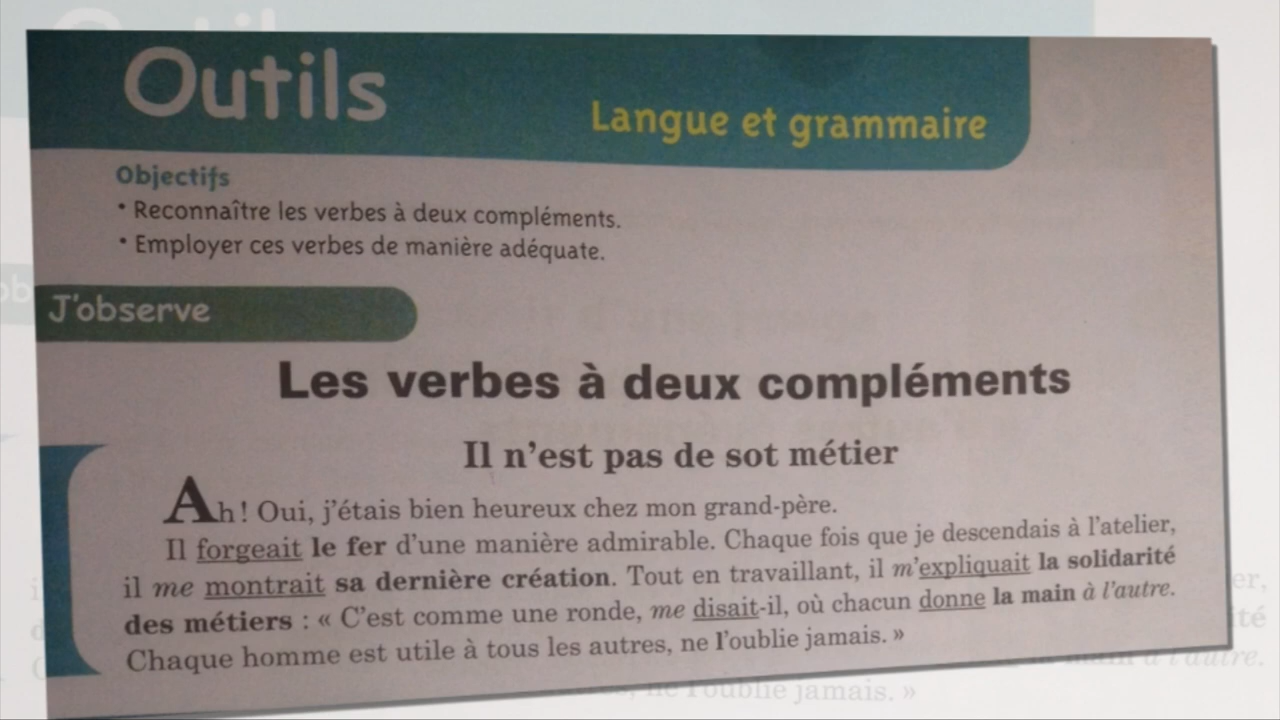 Outils
Langue et grammaire
Objectifs
• Reconnaître les verbes à deux compléments.
• Employer ces verbes de manière adéquate.
J'observe
Les verbes à deux compléments
Il n'est pas de sot métier
Ah ! Oui, j'étais bien heureux chez mon grand-père.
Il forgeait le fer d'une manière admirable. Chaque fois que je descendais à l'atelier,
il me montrait sa dernière création. Tout en travaillant, il m'expliquait la solidarité
des métiers : « C'est comme une ronde, me disait-il, où chacun donne la main à l'autre.
Chaque homme est utile à tous les autres, ne l'oublie jamais. »